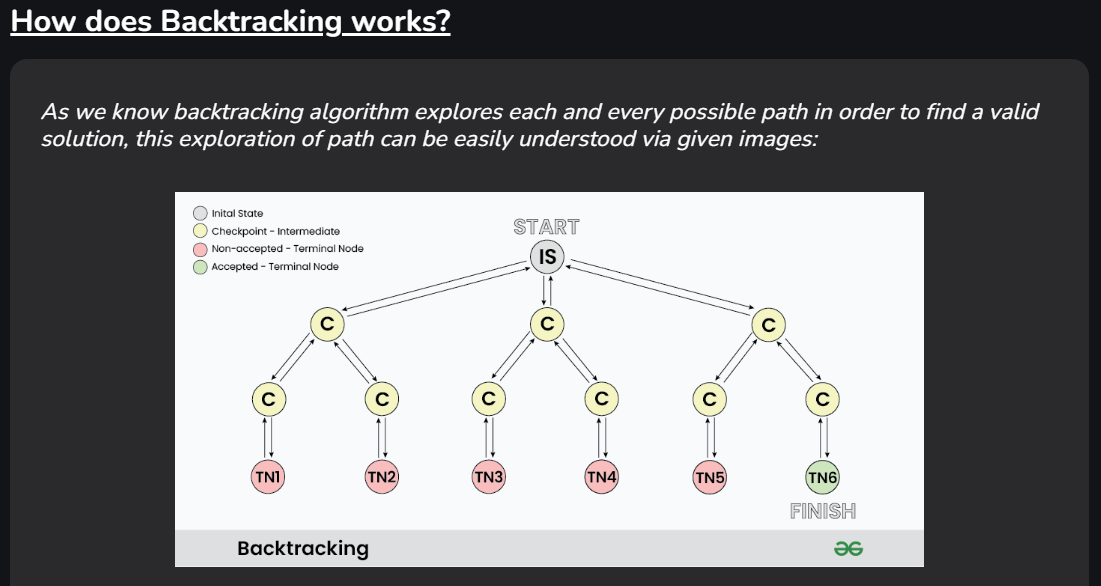 How does Backtracking works?
As we know backtracking algorithm explores each and every possible path in order to find a valid
solution, this exploration of path can be easily understood via given images:
Inital State
Checkpoint - Intermediate
Non-accepted - Terminal Node
Accepted - Terminal Node
START
IS
C C C
C C C C C C
TN1 TN2 TN3 TN4 TN5 TN6
FINISH
Backtracking